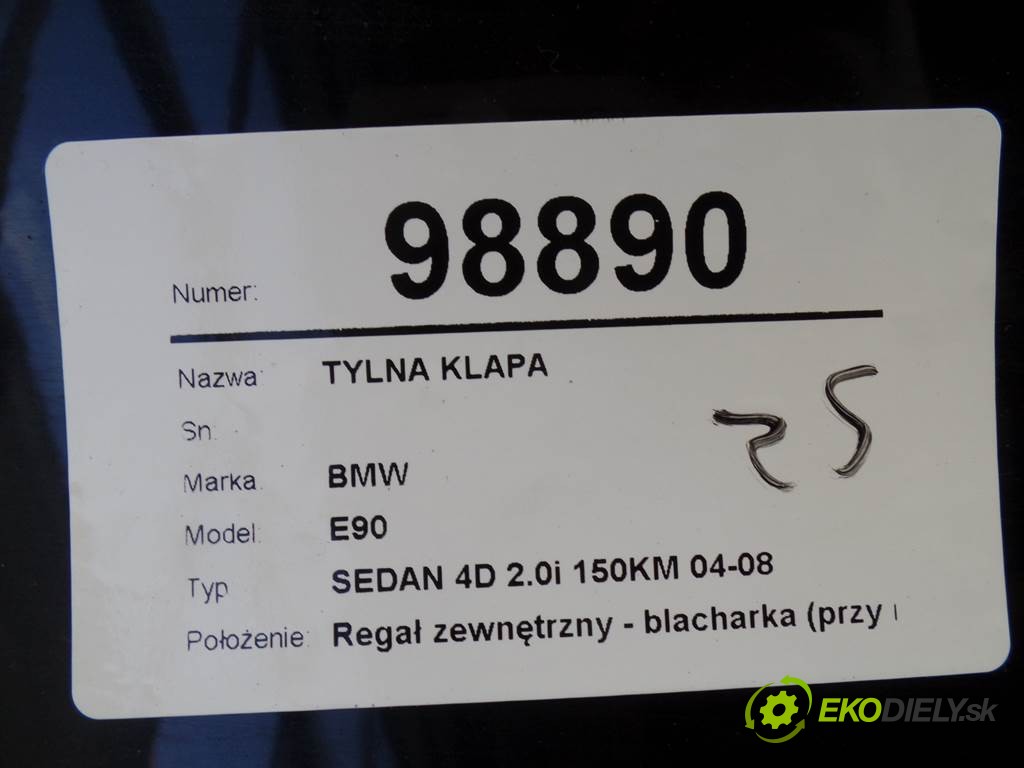 Numer: 98890
Nazwa: TYLNA KLAPA
Sn:
Marka: BMW
Model: E90
Typ SEDAN 4D 2.0i 150KM 04-08
Położenie: Regał zewnętrzny - blacharka (przy
EKODIELY.sk